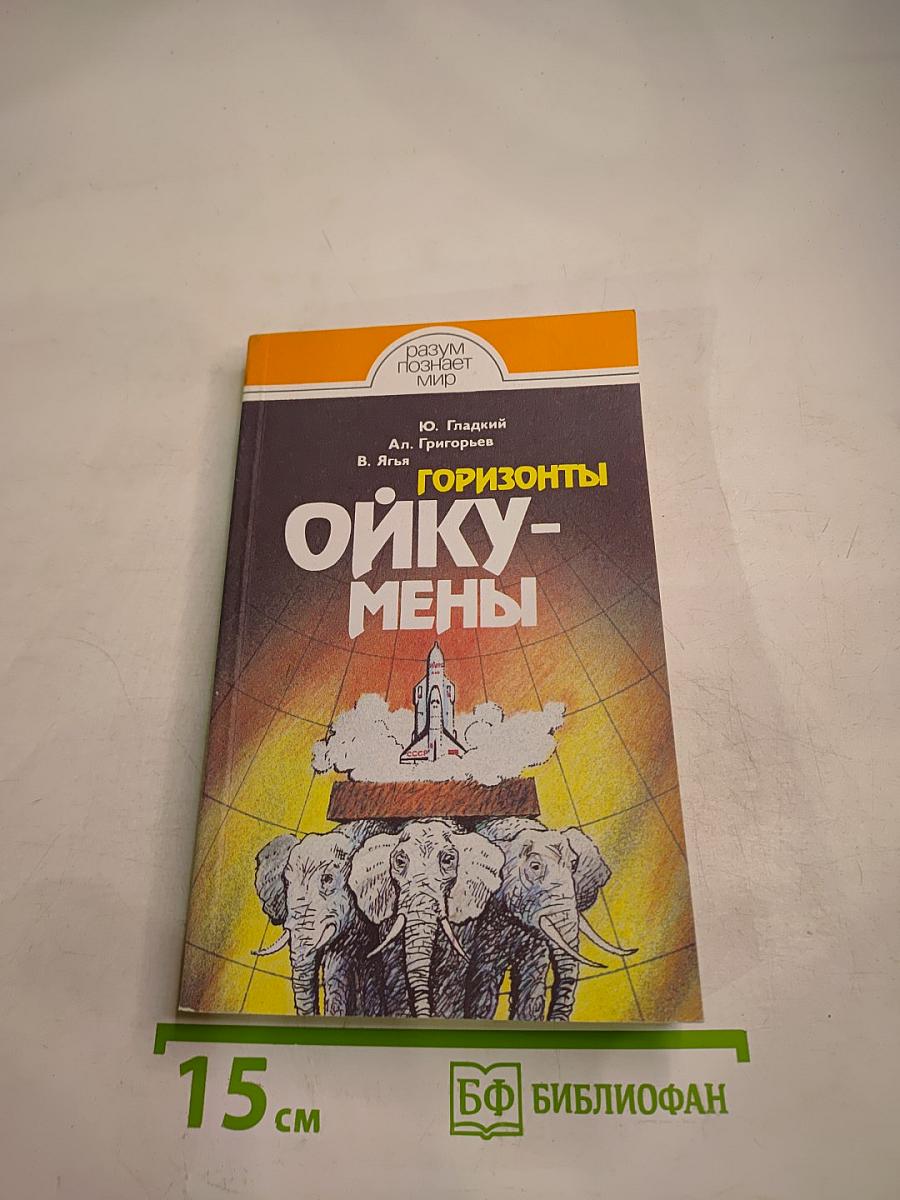 разум
познает
мир
Ю. Гладкий
Ал. Григорьев
В. Ягья
ГОРИЗОНТЫ
ОЙКУ-
МЕНЫ
СССР
15 см
БФ БИБЛИОФАН